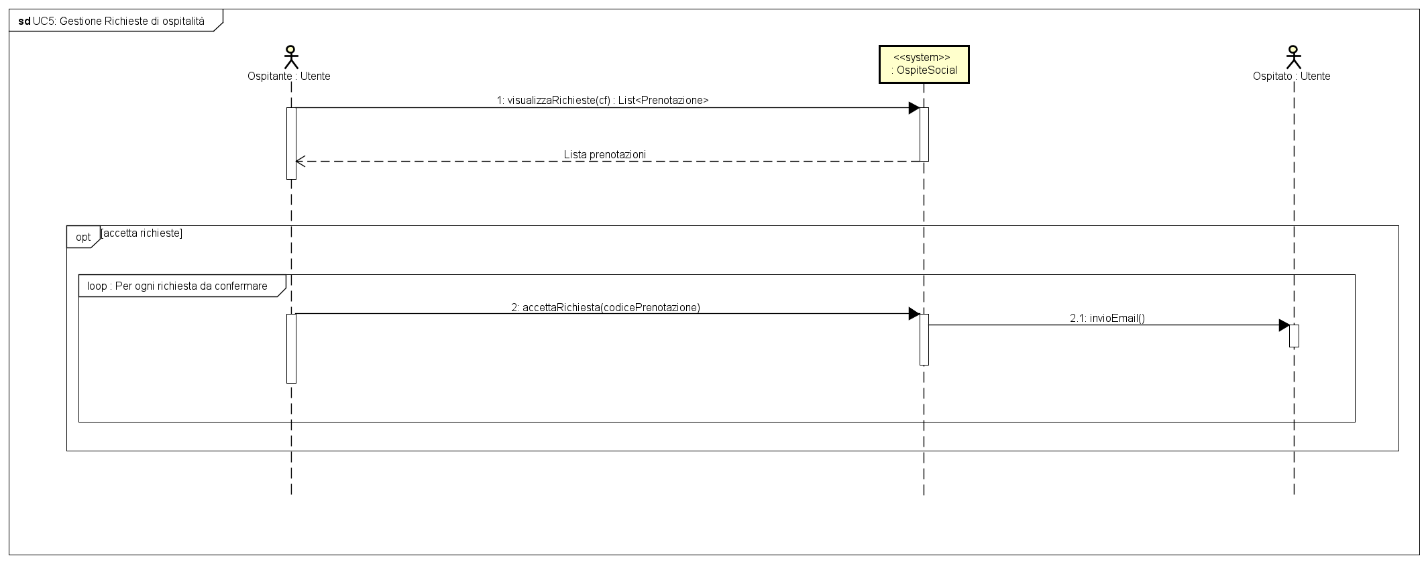 sd UC5: Gestione Richieste di ospitalità
Ospitante : Utente
<<system>>
: OspiteSocial
Ospitato : Utente
1: visualizzaRichieste(cf) : List<Prenotazione>
Lista prenotazioni
opt
[accetta richieste]
loop : Per ogni richiesta da confermare
2: accettaRichiesta(codicePrenotazione)
2.1: invioEmail()